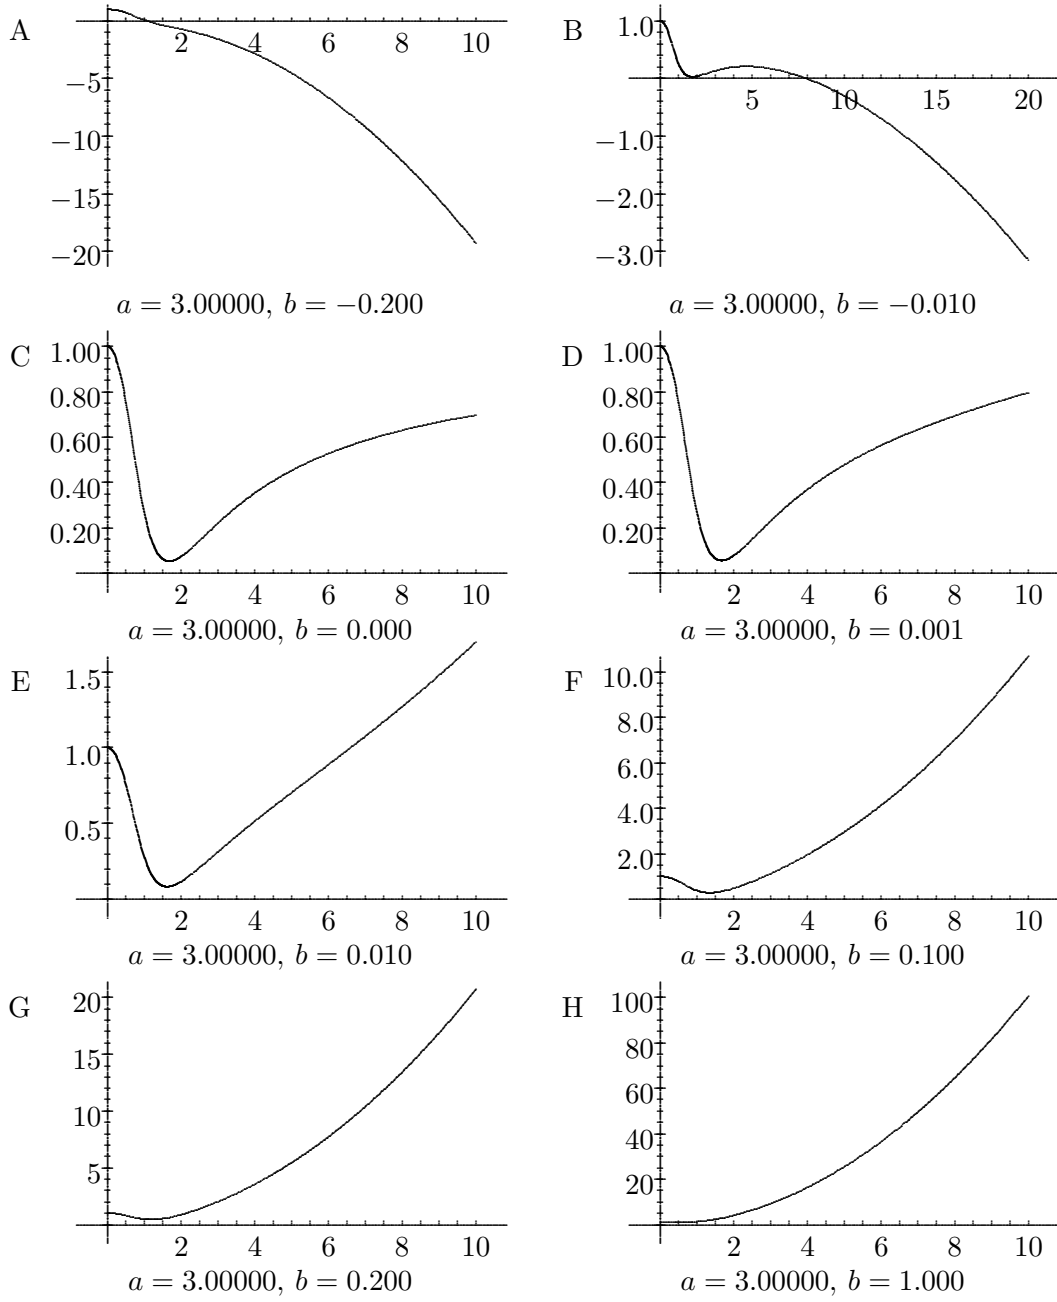 A
2 4 6 8 10
−5
−10
−15
−20
a = 3.00000, b = −0.200
B
1.0
5 10 15 20
−1.0
−2.0
−3.0
a = 3.00000, b = −0.010
C
1.00
0.80
0.60
0.40
0.20
2 4 6 8 10
a = 3.00000, b = 0.000
D
1.00
0.80
0.60
0.40
0.20
2 4 6 8 10
a = 3.00000, b = 0.001
E
1.5
1.0
0.5
2 4 6 8 10
a = 3.00000, b = 0.010
F
10.0
8.0
6.0
4.0
2.0
2 4 6 8 10
a = 3.00000, b = 0.100
G
20
15
10
5
2 4 6 8 10
a = 3.00000, b = 0.200
H
100
80
60
40
20
2 4 6 8 10
a = 3.00000, b = 1.000